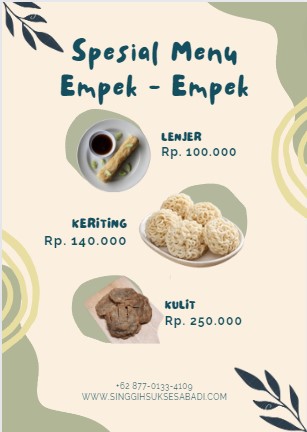 Spesial Menu
Empek - Empek
LENJER
Rp. 100.000
KERITING
Rp. 140.000
KULIT
Rp. 250.000
+62 877-0133-4109
WWW.SINGGIHSUKSESABADI.COM